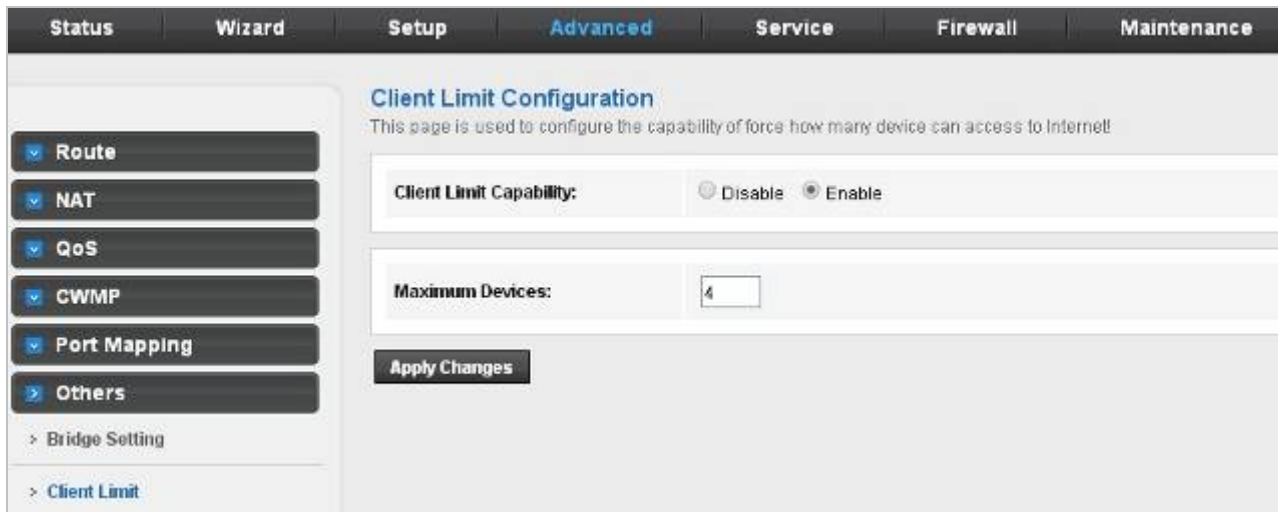 Status Wizard Setup Advanced Service Firewall Maintenance
Route
NAT
QoS
CWMP
Port Mapping
Others
> Bridge Setting
> Client Limit
Client Limit Configuration
This page is used to configure the capability of force how many device can access to Internet!
Client Limit Capability: Disable Enable
Maximum Devices: 4
Apply Changes